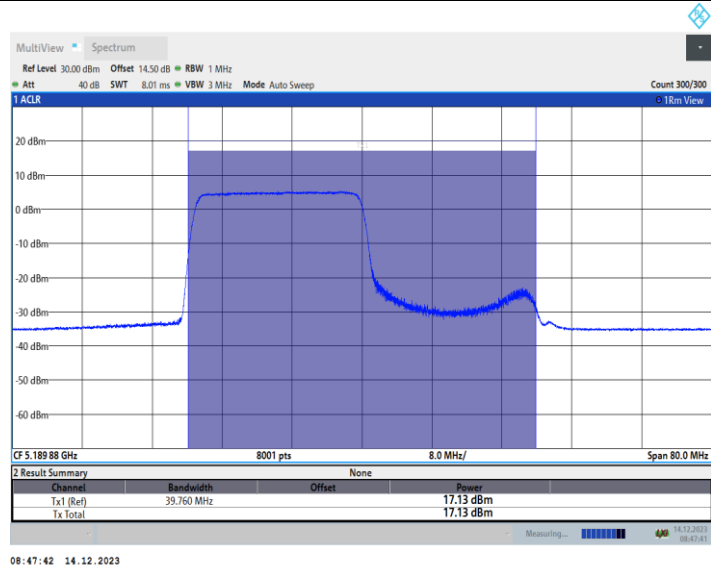 MultiView Spectrum
Ref Level 30.00 dBm Offset 14.50 dB RBW 1 MHz
Att 40 dB SWT 8.01 ms VBW 3 MHz Mode Auto Sweep Count 300/300
1 ACLR 1Rm View
20 dBm
10 dBm
0 dBm
-10 dBm
-20 dBm
-30 dBm
-40 dBm
-50 dBm
-60 dBm
CF 5.189 88 GHz 8001 pts 8.0 MHz/ Span 80.0 MHz
2 Result Summary None
Channel Bandwidth Offset Power
Tx1 (Ref) 39.760 MHz 17.13 dBm
Tx Total 17.13 dBm
Measuring... 14.12.2023
08:47:41
08:47:42 14.12.2023